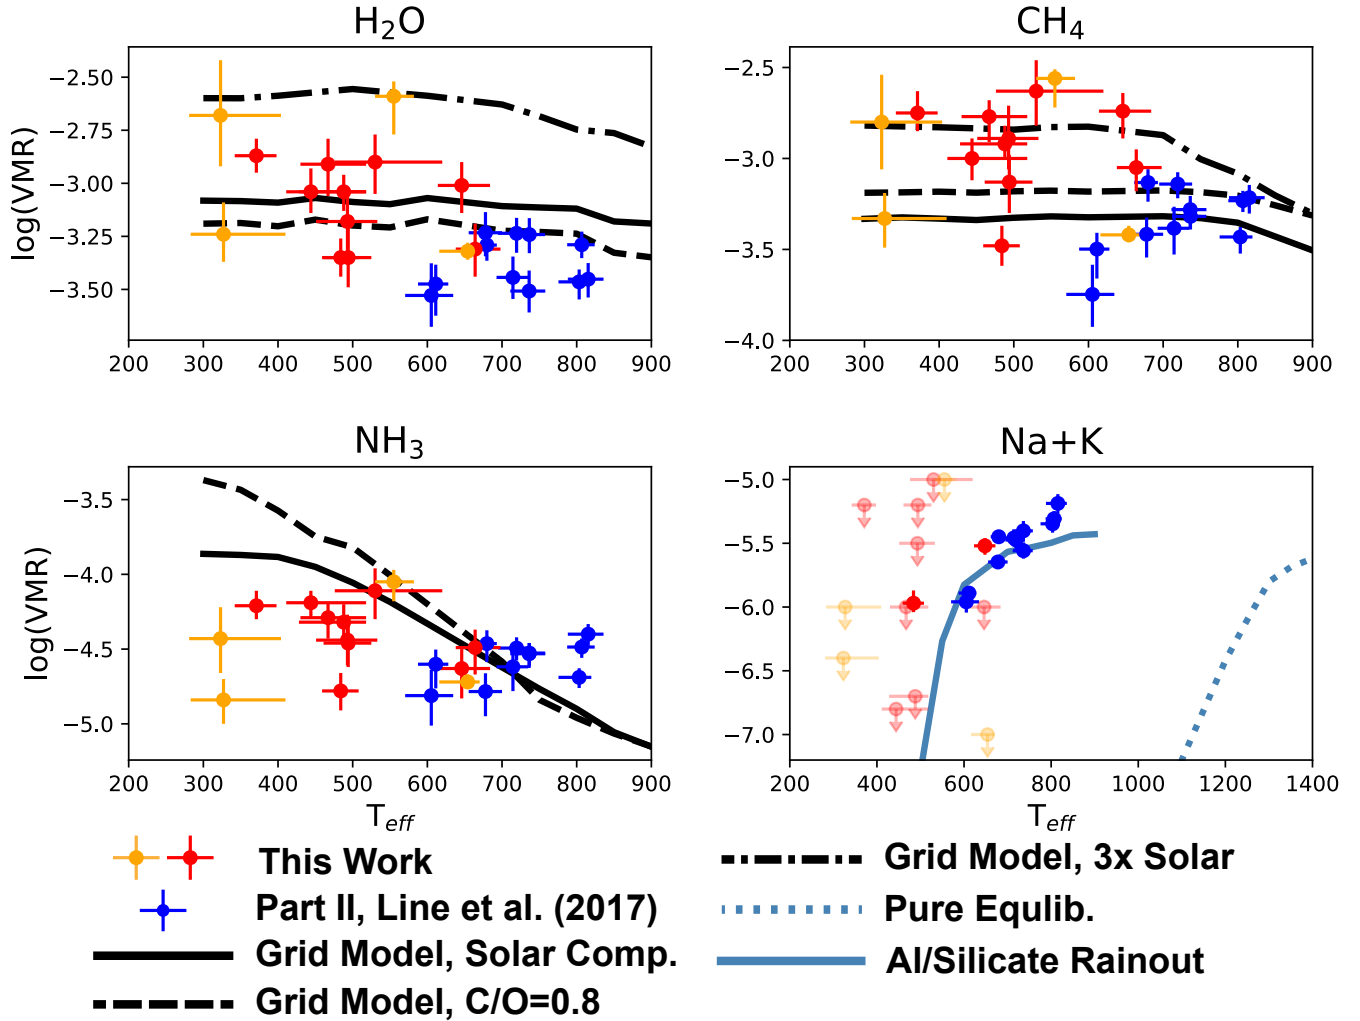 H₂O
log(VMR)
−2.50
−2.75
−3.00
−3.25
−3.50
200 300 400 500 600 700 800 900
CH₄
−2.5
−3.0
−3.5
−4.0
200 300 400 500 600 700 800 900
NH₃
log(VMR)
−3.5
−4.0
−4.5
−5.0
200 300 400 500 600 700 800 900
T_eff
Na+K
−5.0
−5.5
−6.0
−6.5
−7.0
200 400 600 800 1000 1200 1400
T_eff
This Work
Part II, Line et al. (2017)
Grid Model, Solar Comp.
Grid Model, C/O=0.8
Grid Model, 3x Solar
Pure Equlib.
Al/Silicate Rainout